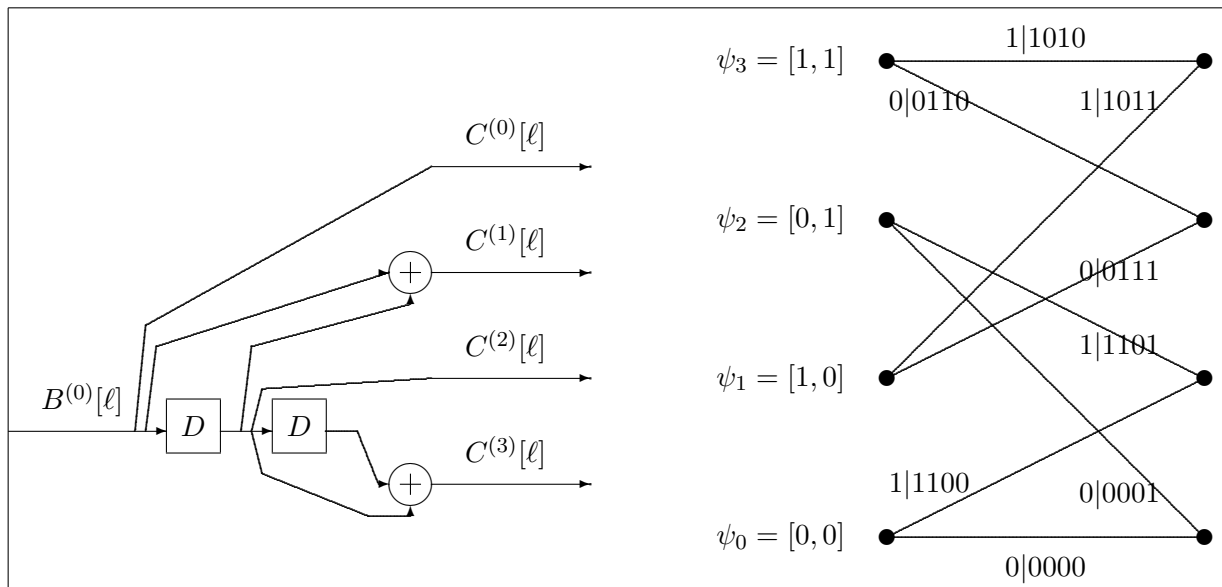 C^{(0)}[ℓ]
C^{(1)}[ℓ]
C^{(2)}[ℓ]
B^{(0)}[ℓ]
D
D
C^{(3)}[ℓ]
+
+
ψ_3 = [1, 1]
1|1010
0|0110
1|1011
ψ_2 = [0, 1]
0|0111
1|1101
ψ_1 = [1, 0]
1|1100
0|0001
ψ_0 = [0, 0]
0|0000